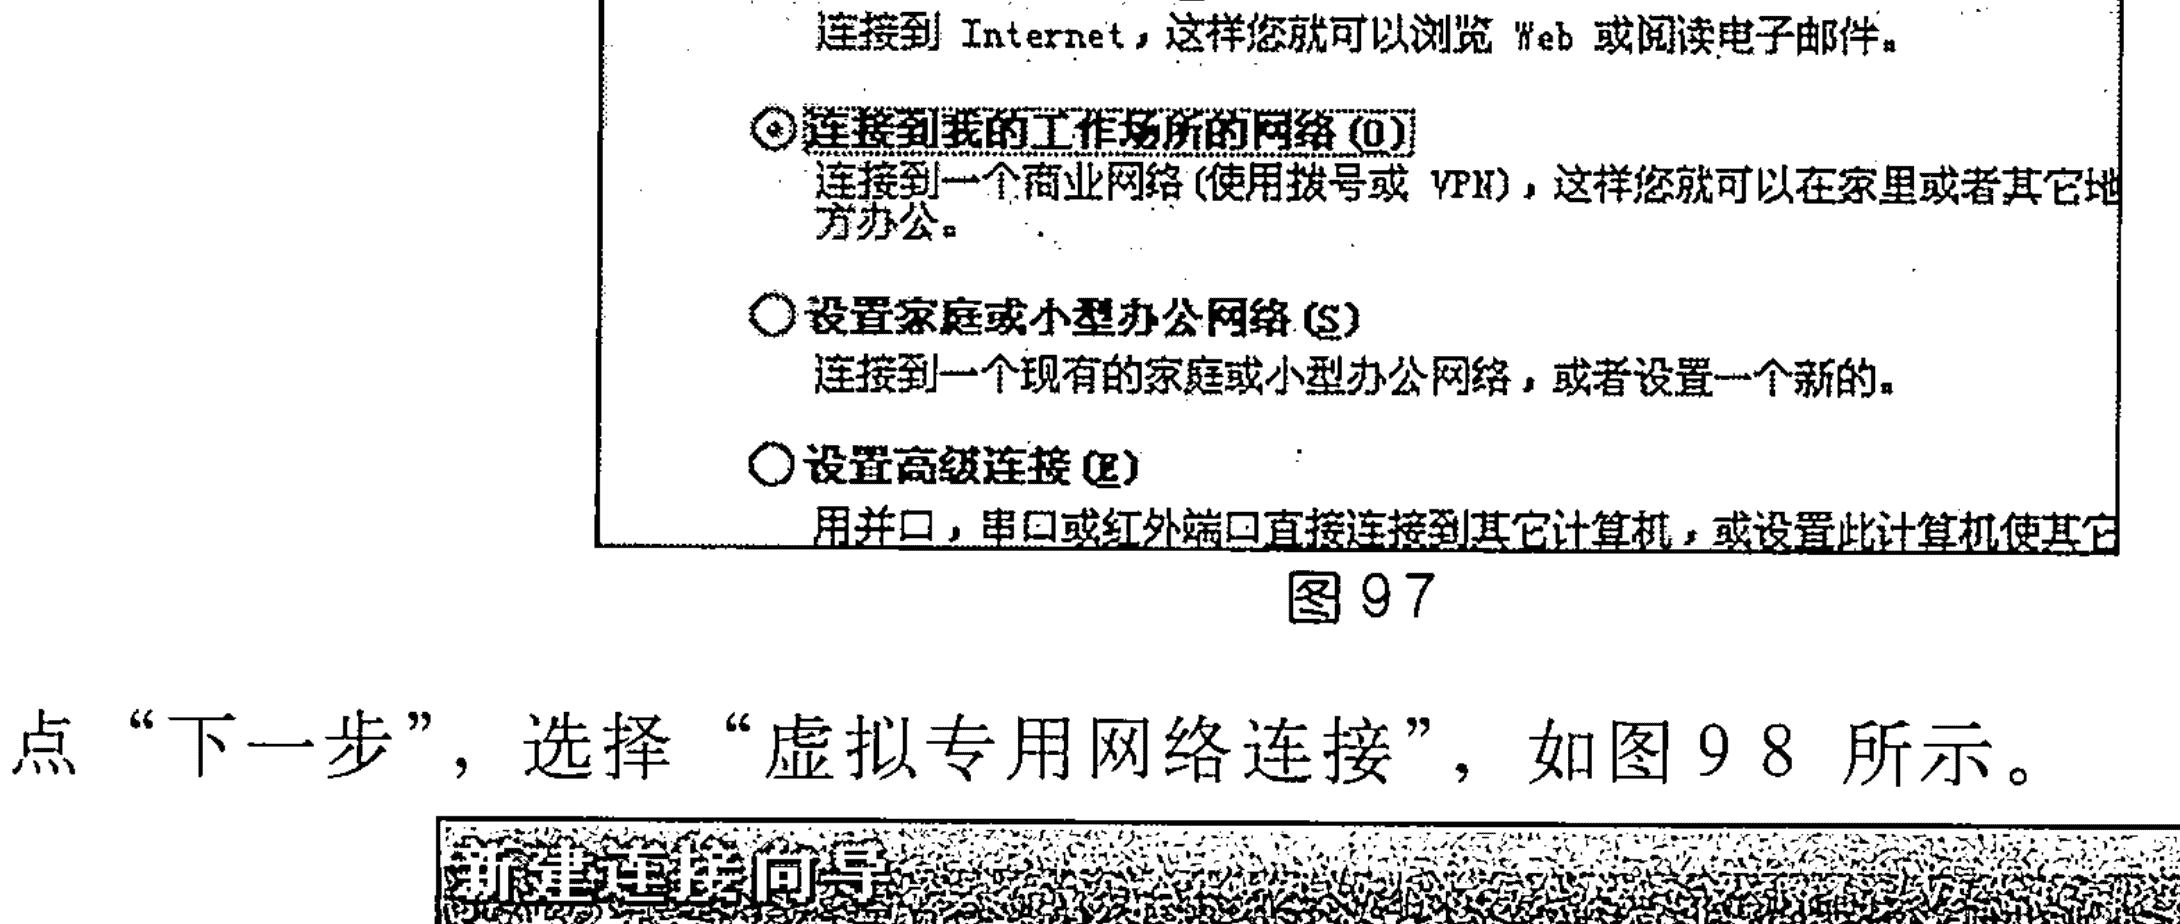 连接到 Internet，这样您就可以浏览 Web 或阅读电子邮件。
连接到我的工作场所的网络(O)
连接到一个商业网络(使用拨号或 VPN)，这样您就可以在家里或者其它地
方办公。
设置家庭或小型办公网络(S)
连接到一个现有的家庭或小型办公网络，或者设置一个新的。
设置高级连接(E)
用并口，串口或红外端口直接连接到其它计算机，或设置此计算机使其它
图97
点“下一步”，选择“虚拟专用网络连接”，如图98 所示。
新建连接向导